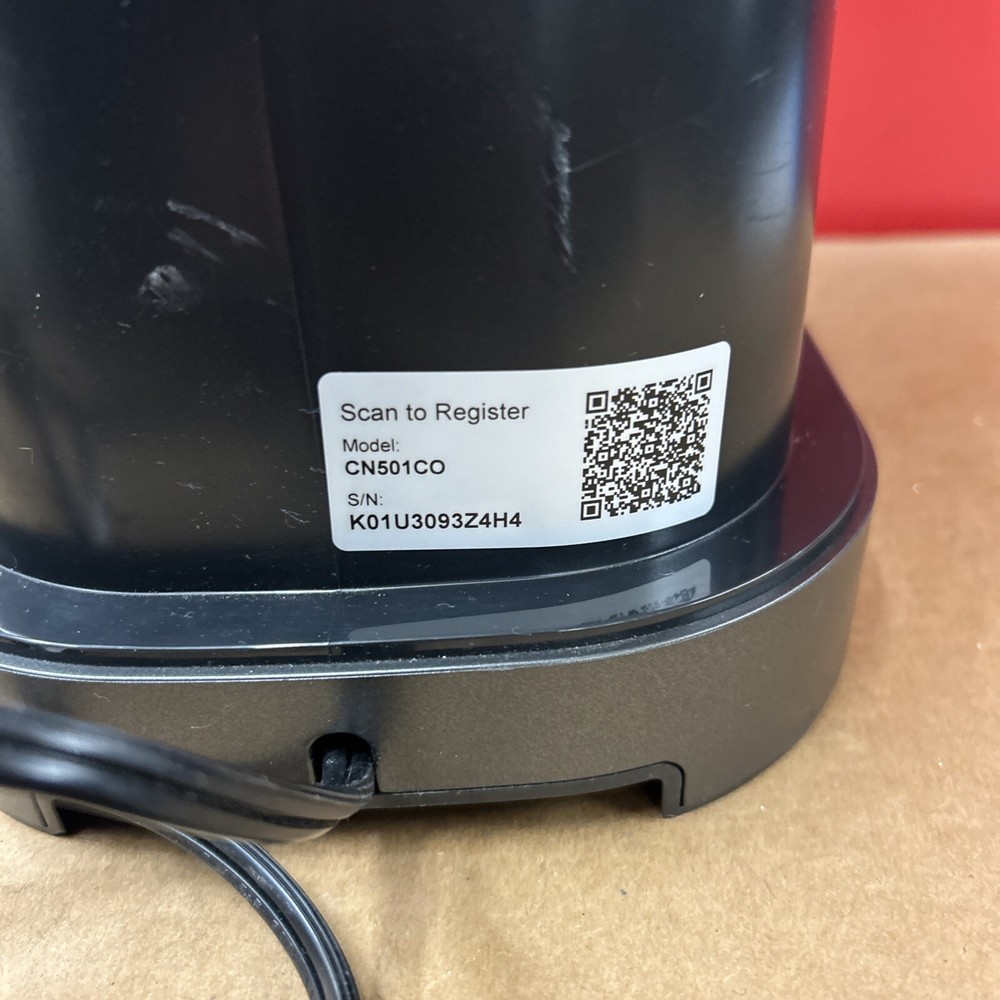 Scan to Register
Model:
CN501CO
S/N:
K01U3093Z4H4